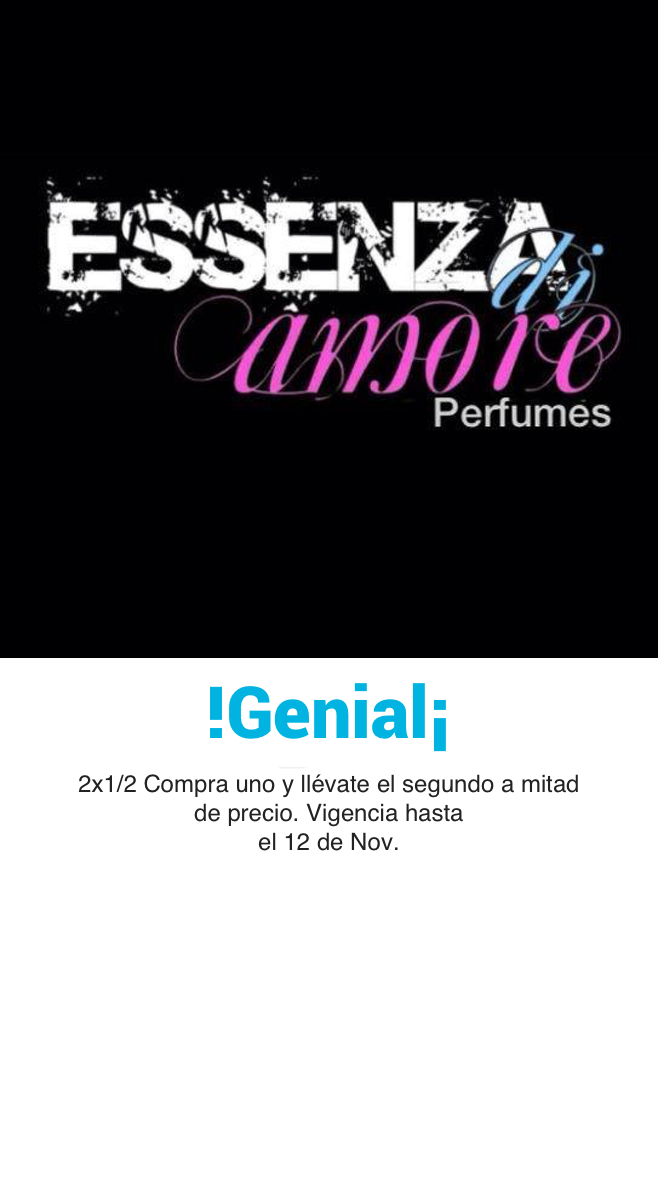 ESSENZA
di
amore
Perfumes
!Genial¡
2x1/2 Compra uno y llévate el segundo a mitad
de precio. Vigencia hasta
el 12 de Nov.